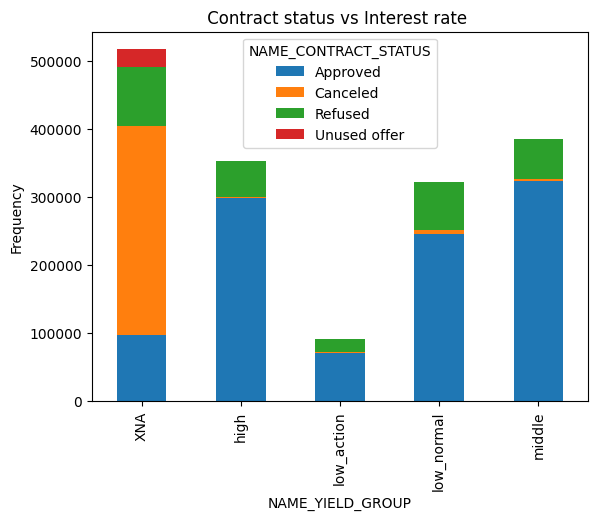 Contract status vs Interest rate
NAME_CONTRACT_STATUS
Approved
Canceled
Refused
Unused offer
Frequency
500000
400000
300000
200000
100000
0
XNA
high
low_action
low_normal
middle
NAME_YIELD_GROUP